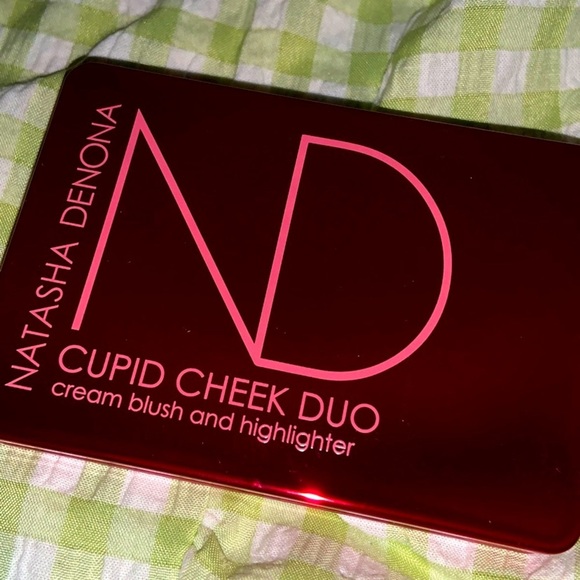 NATASHA DENONA
ND
CUPID CHEEK DUO
cream blush and highlighter